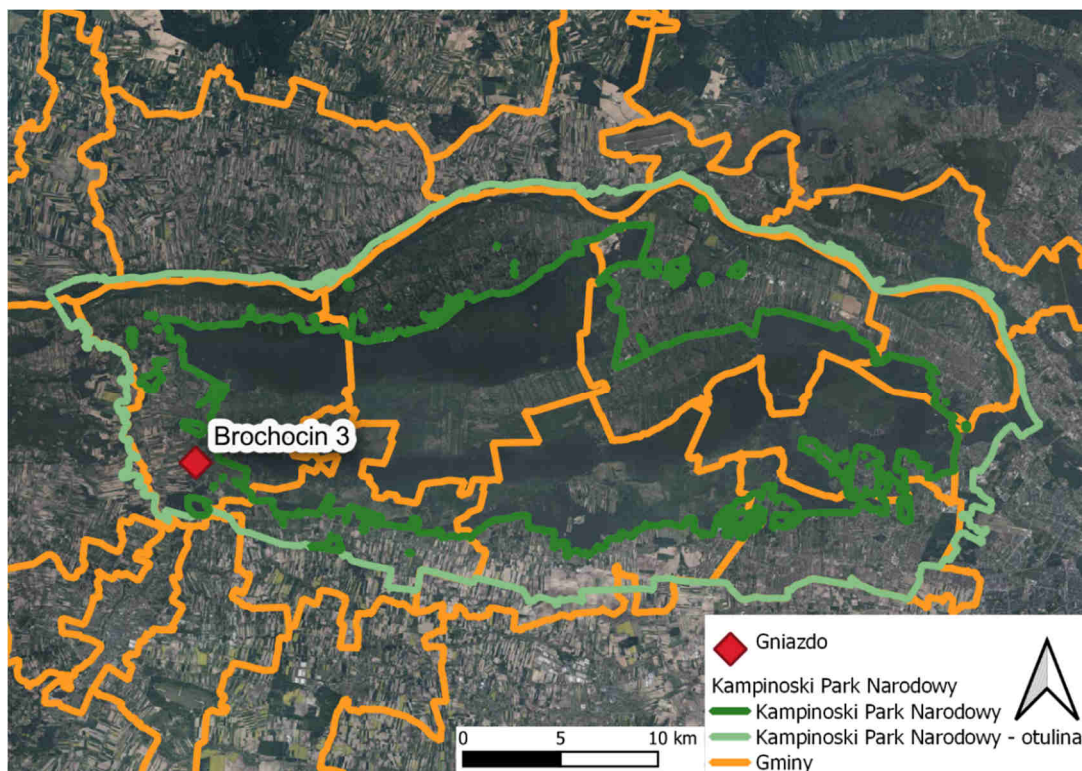 Brochocin 3
Gniazdo
Kampinoski Park Narodowy
Kampinoski Park Narodowy
Kampinoski Park Narodowy - otulina
Gminy
0 5 10 km